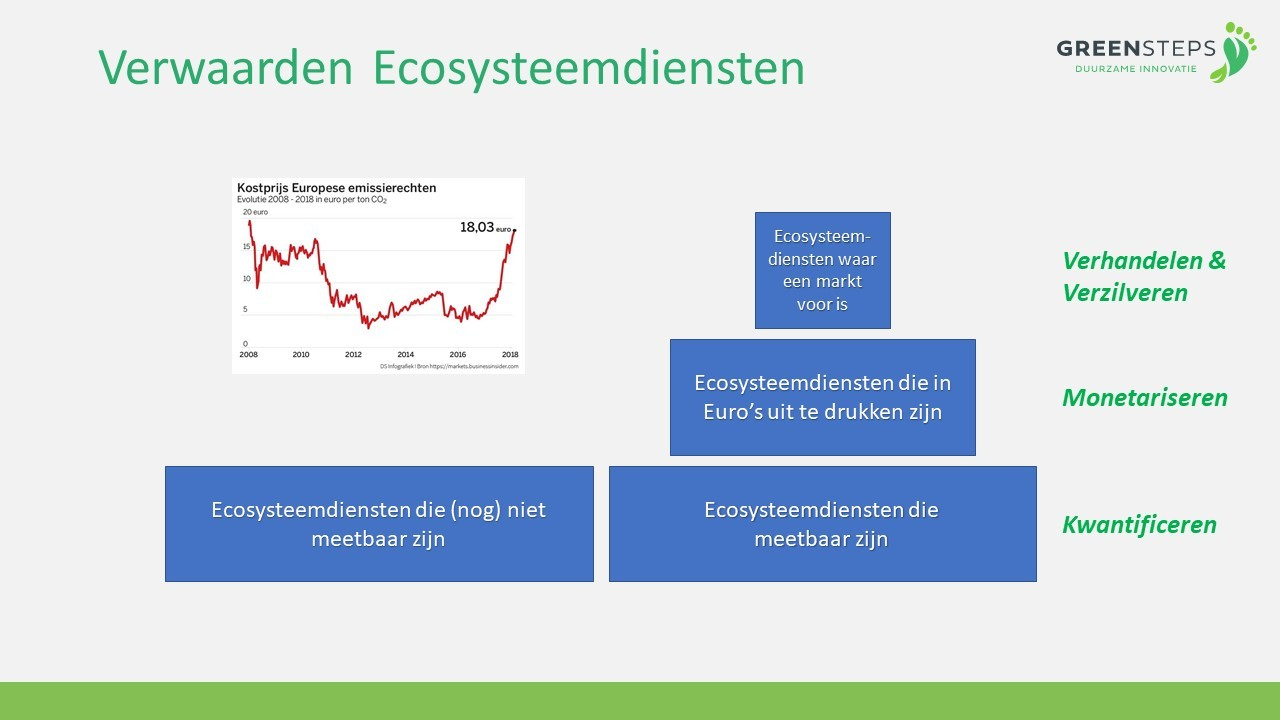 Verwaarden Ecosysteemdiensten
GREENSTEPS
DUURZAME INNOVATIE
Kostprijs Europese emissierechten
Evolutie 2008 - 2018 in euro per ton CO₂
20 euro
18,03 euro
15
10
5
0
2008 2010 2012 2014 2016 2018
DS Infografiek | Bron https://markets.businessinsider.com
Ecosysteem-
diensten waar
een markt
voor is
Verhandelen &
Verzilveren
Ecosysteemdiensten die in
Euro’s uit te drukken zijn
Monetariseren
Ecosysteemdiensten die (nog) niet
meetbaar zijn
Ecosysteemdiensten die
meetbaar zijn
Kwantificeren